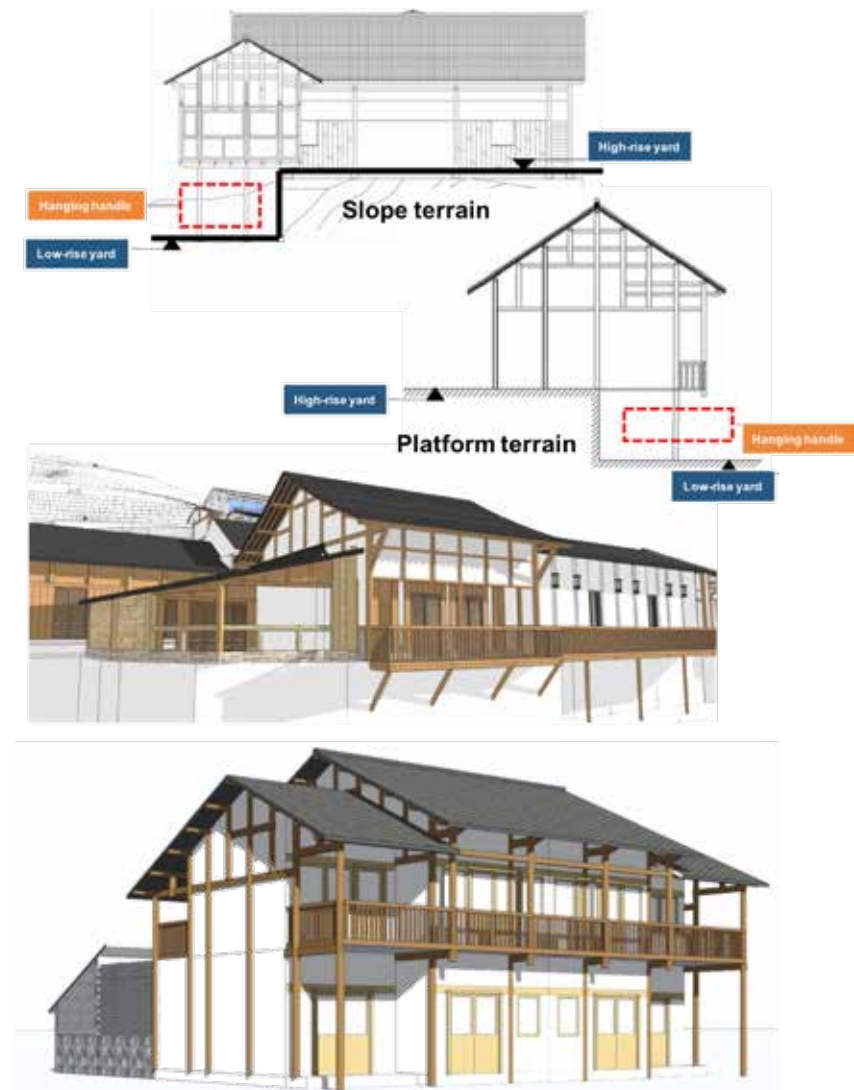 High-rise yard
Hanging handle
Slope terrain
Low-rise yard
High-rise yard
Platform terrain
Hanging handle
Low-rise yard